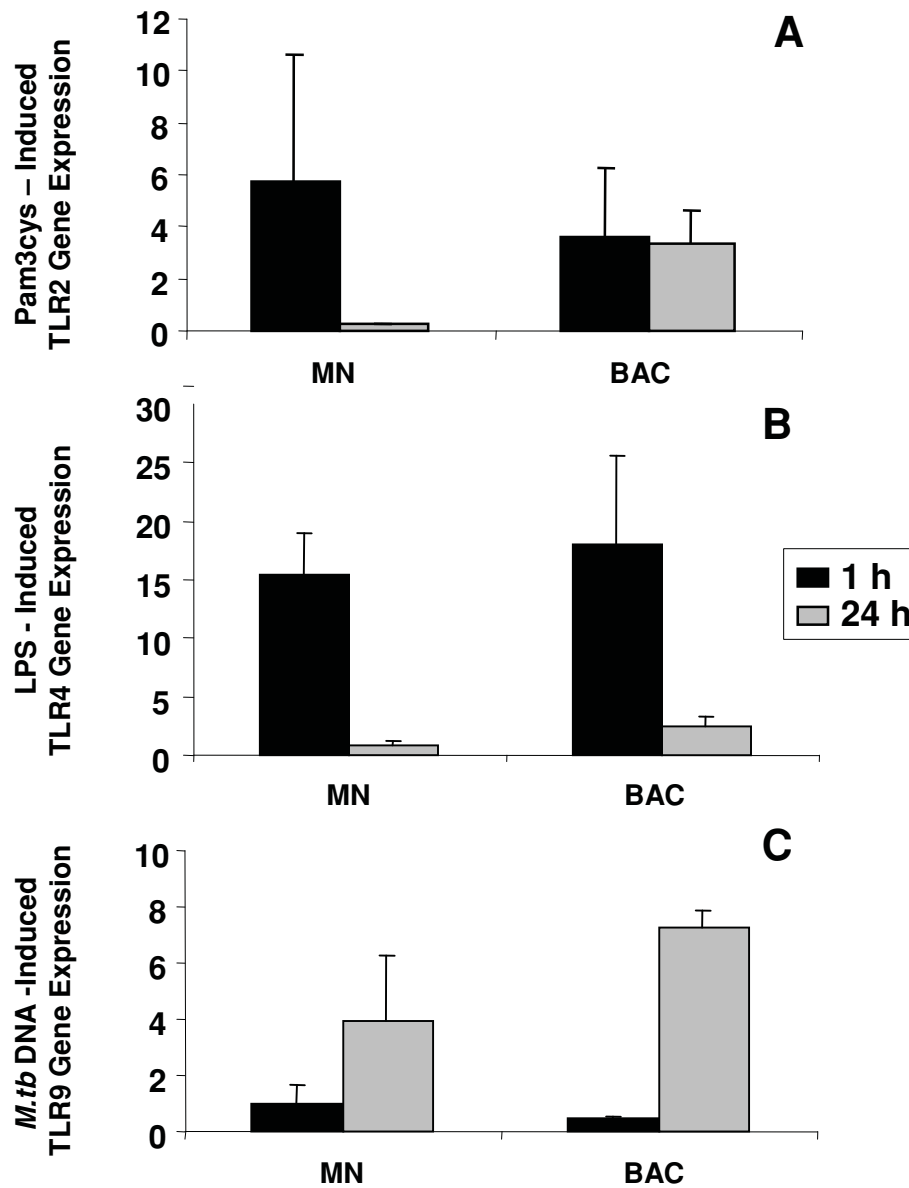 A
Pam3cys – Induced
TLR2 Gene Expression
12
10
8
6
4
2
0
MN BAC
B
LPS - Induced
TLR4 Gene Expression
30
25
20
15
10
5
0
MN BAC
1 h
24 h
C
M.tb DNA -Induced
TLR9 Gene Expression
10
8
6
4
2
0
MN BAC